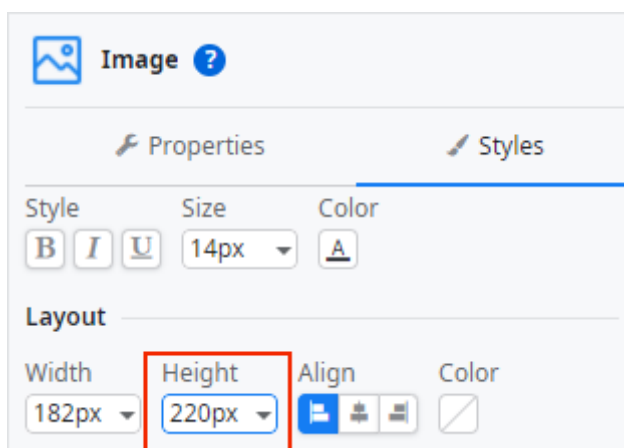 Image ?
Properties Styles
Style Size Color
B I U 14px A
Layout
Width Height Align Color
182px 220px